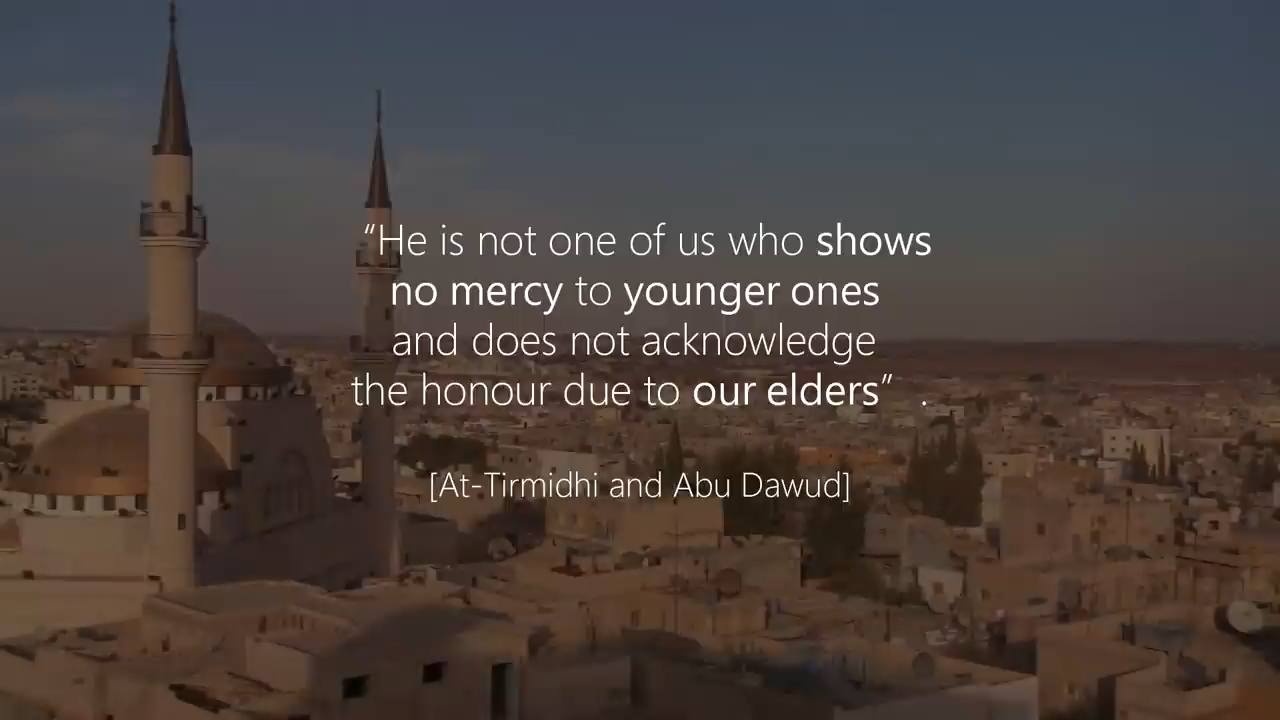 “He is not one of us who shows
no mercy to younger ones
and does not acknowledge
the honour due to our elders” .
[At-Tirmidhi and Abu Dawud]